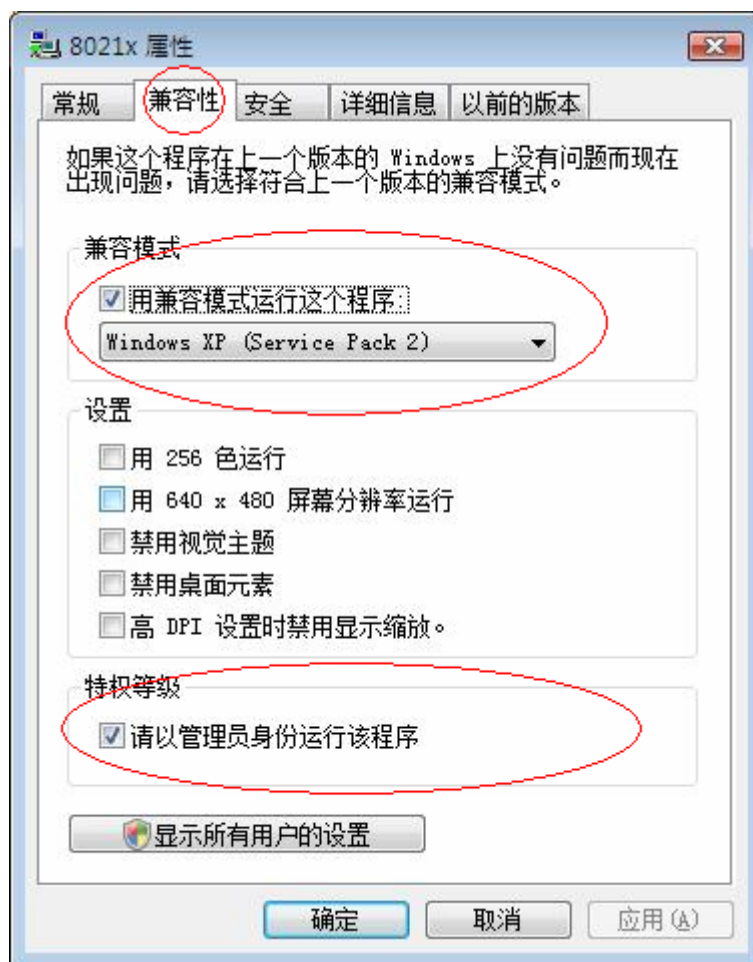 8021x 属性
常规 兼容性 安全 详细信息 以前的版本
如果这个程序在上一个版本的 Windows 上没有问题而现在
出现问题，请选择符合上一个版本的兼容模式。
兼容模式
用兼容模式运行这个程序:
Windows XP (Service Pack 2)
设置
用 256 色运行
用 640 x 480 屏幕分辨率运行
禁用视觉主题
禁用桌面元素
高 DPI 设置时禁用显示缩放。
特权等级
请以管理员身份运行该程序
显示所有用户的设置
确定 取消 应用(A)